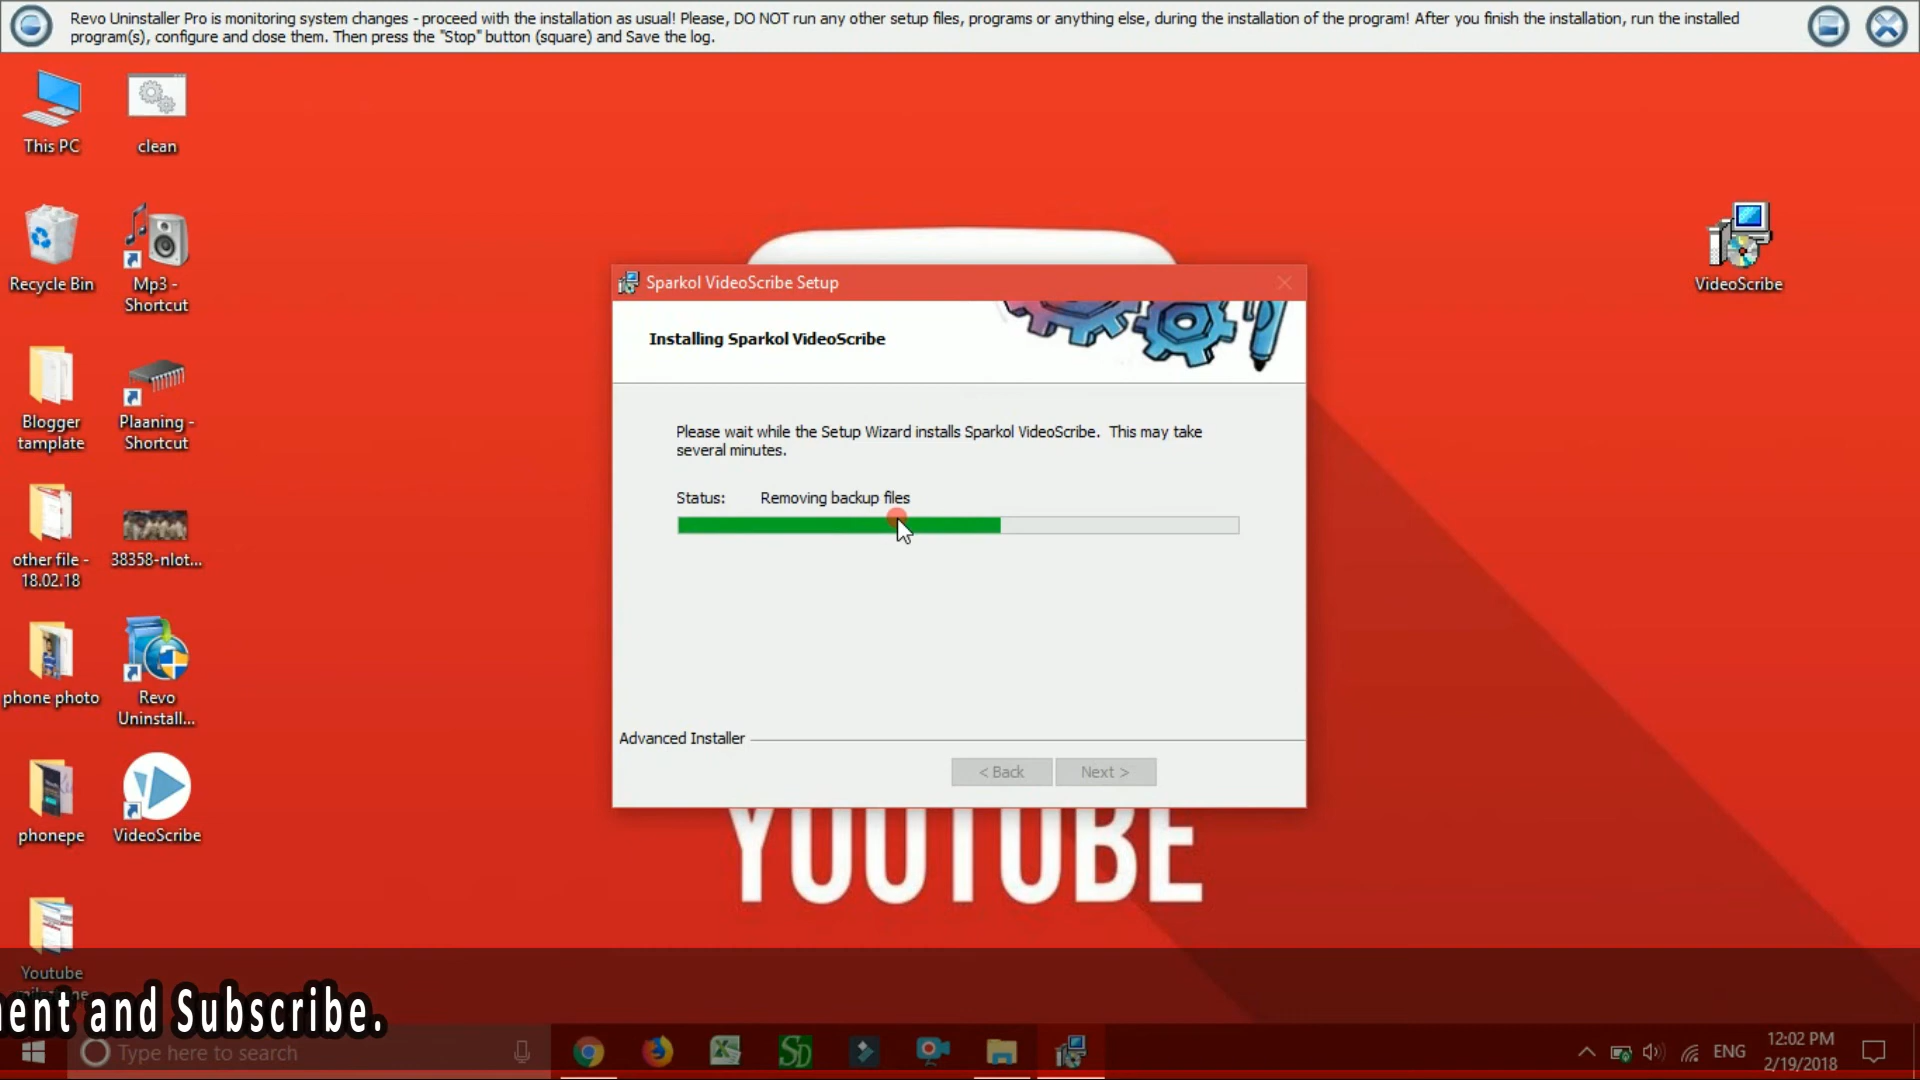 Revo Uninstaller Pro is monitoring system changes - proceed with the installation as usual! Please, DO NOT run any other setup files, programs or anything else, during the installation of the program! After you finish the installation, run the installed
program(s), configure and close them. Then press the "Stop" button (square) and Save the log.
This PC
clean
Recycle Bin
Mp3 -
Shortcut
Blogger
tamplate
Plaaning -
Shortcut
other file -
18.02.18
38358-nlot...
phone photo
Revo
Uninstall...
phonepe
VideoScribe
Youtube
VideoScribe
Sparkol VideoScribe Setup
Installing Sparkol VideoScribe
Please wait while the Setup Wizard installs Sparkol VideoScribe. This may take
several minutes.
Status: Removing backup files
Advanced Installer
< Back
Next >
YOUTUBE
ent and Subscribe.
Type here to search
SD
ENG
12:02 PM
2/19/2018